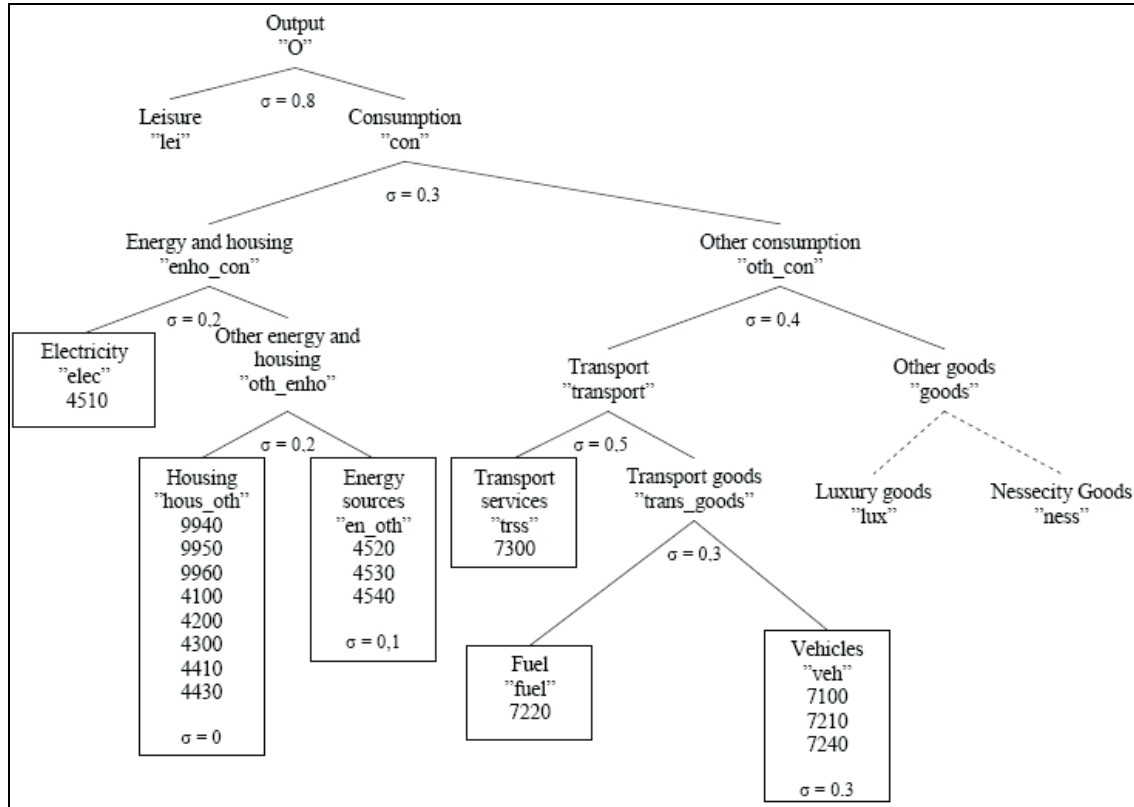 Output
”O”
σ = 0,8
Leisure
”lei”
Consumption
”con”
σ = 0.3
Energy and housing
”enho_con”
Other consumption
”oth_con”
σ = 0,2
σ = 0,4
Electricity
”elec”
4510
Other energy and
housing
”oth_enho”
Transport
”transport”
Other goods
”goods”
σ = 0,2
σ = 0,5
Housing
”hous_oth”
9940
9950
9960
4100
4200
4300
4410
4430
σ = 0
Energy
sources
”en_oth”
4520
4530
4540
σ = 0,1
Transport
services
”trss”
7300
Transport goods
”trans_goods”
Luxury goods
”lux”
Nessecity Goods
”ness”
σ = 0,3
Fuel
”fuel”
7220
Vehicles
”veh”
7100
7210
7240
σ = 0.3